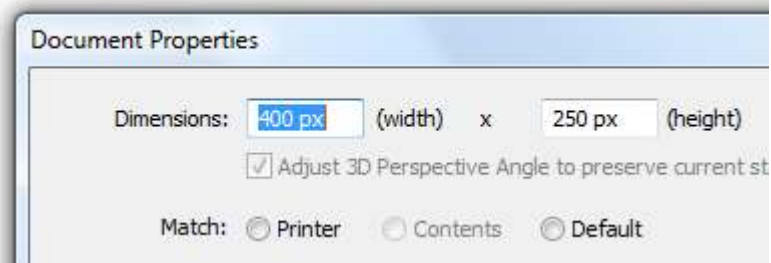 Document Properties
Dimensions: 400 px (width) x 250 px (height)
Adjust 3D Perspective Angle to preserve current
Match: Printer Contents Default